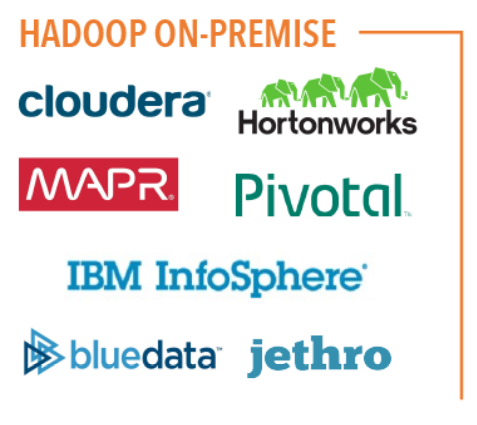 HADOOP ON-PREMISE
cloudera
Hortonworks
MAPR
Pivotal
IBM InfoSphere
bluedata
jethro